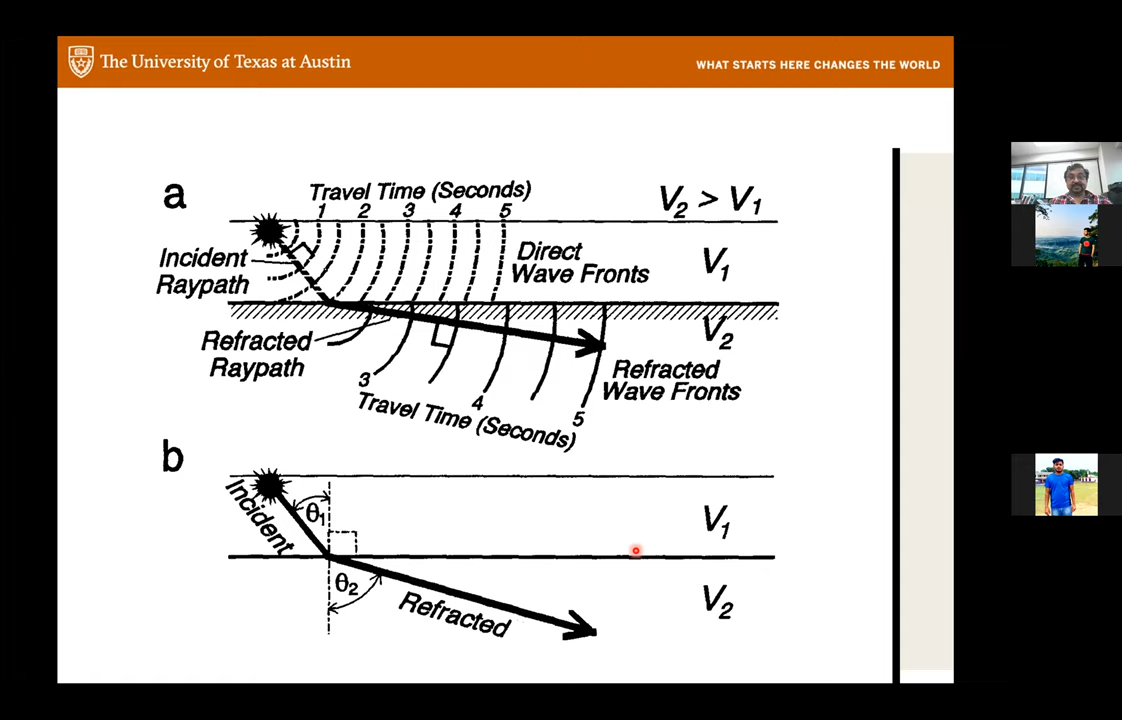 The University of Texas at Austin
WHAT STARTS HERE CHANGES THE WORLD
a
Travel Time (Seconds)
1 2 3 4 5
V2 > V1
Incident
Raypath
Direct
Wave Fronts
V1
Refracted
Raypath
V2
Refracted
Wave Fronts
3
4
5
Travel Time (Seconds)
b
Incident
θ1
V1
θ2
Refracted
V2